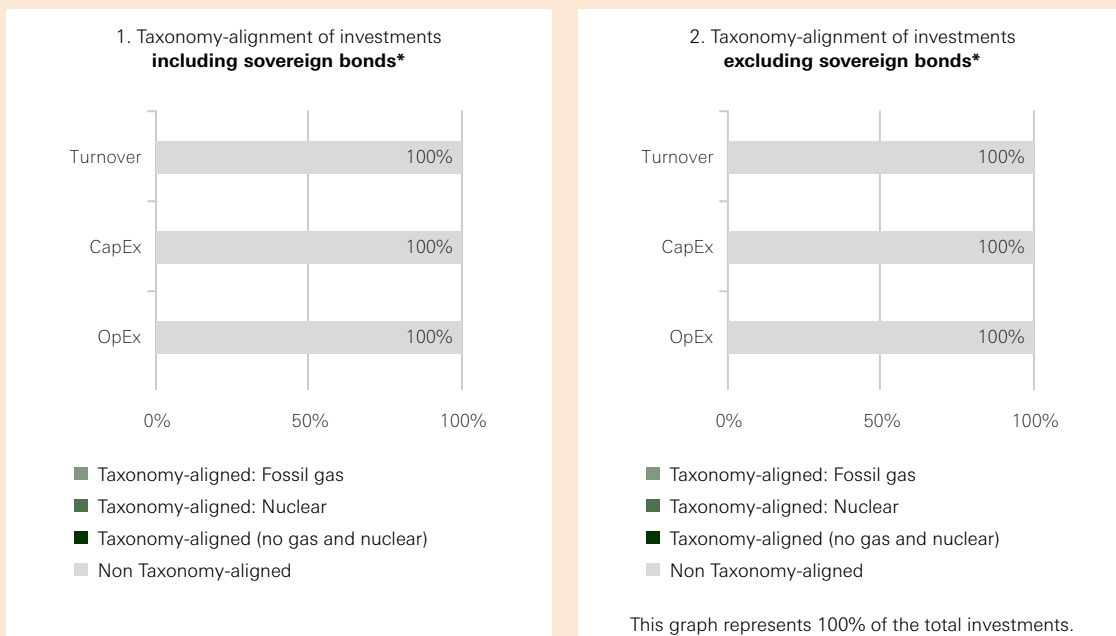 1. Taxonomy-alignment of investments
including sovereign bonds*
Turnover
100%
CapEx
100%
OpEx
100%
0%
50%
100%
Taxonomy-aligned: Fossil gas
Taxonomy-aligned: Nuclear
Taxonomy-aligned (no gas and nuclear)
Non Taxonomy-aligned
2. Taxonomy-alignment of investments
excluding sovereign bonds*
Turnover
100%
CapEx
100%
OpEx
100%
0%
50%
100%
Taxonomy-aligned: Fossil gas
Taxonomy-aligned: Nuclear
Taxonomy-aligned (no gas and nuclear)
Non Taxonomy-aligned
This graph represents 100% of the total investments.